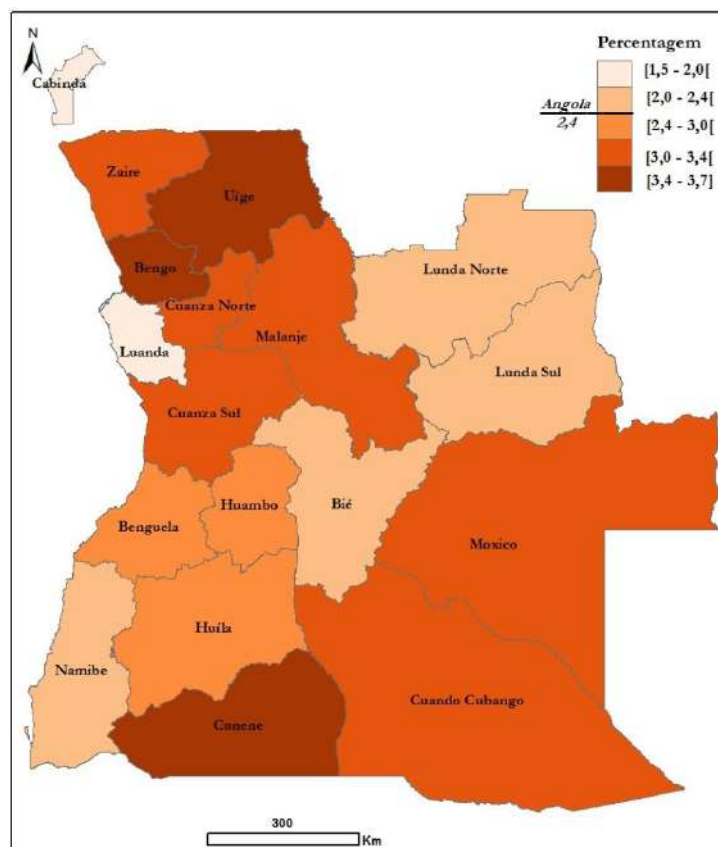 N
Percentagem
[1,5 - 2,0[
[2,0 - 2,4[
[2,4 - 3,0[
[3,0 - 3,4[
[3,4 - 3,7]
Angola
2,4
Cabinda
Zaire
Uíge
Bengo
Cuanza Norte
Lunda Norte
Luanda
Malanje
Lunda Sul
Cuanza Sul
Huambo
Bié
Benguela
Moxico
Huíla
Namibe
Cuando Cubango
Cunene
300
Km